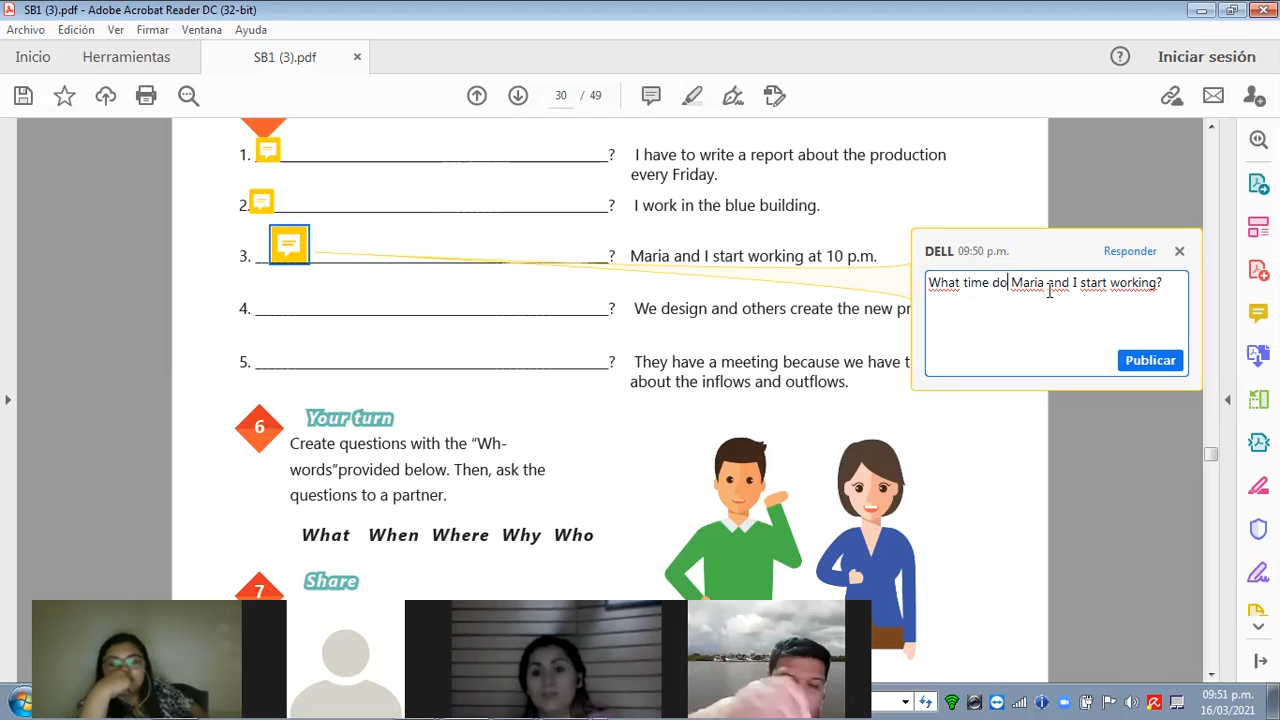 SB1 (3).pdf - Adobe Acrobat Reader DC (32-bit)
Archivo Edición Ver Firmar Ventana Ayuda
Inicio Herramientas SB1 (3).pdf × Iniciar sesión
30 / 49
1. ? I have to write a report about the production
every Friday.
2. ? I work in the blue building.
3. ? Maria and I start working at 10 p.m.
DELL 09:50 p.m. Responder
What time do Maria and I start working?
Publicar
4. ? We design and others create the new pr
5. ? They have a meeting because we have t
about the inflows and outflows.
6 Your turn
Create questions with the "Wh-
words"provided below. Then, ask the
questions to a partner.
What When Where Why Who
7 Share
09:51 p.m.
16/03/2021